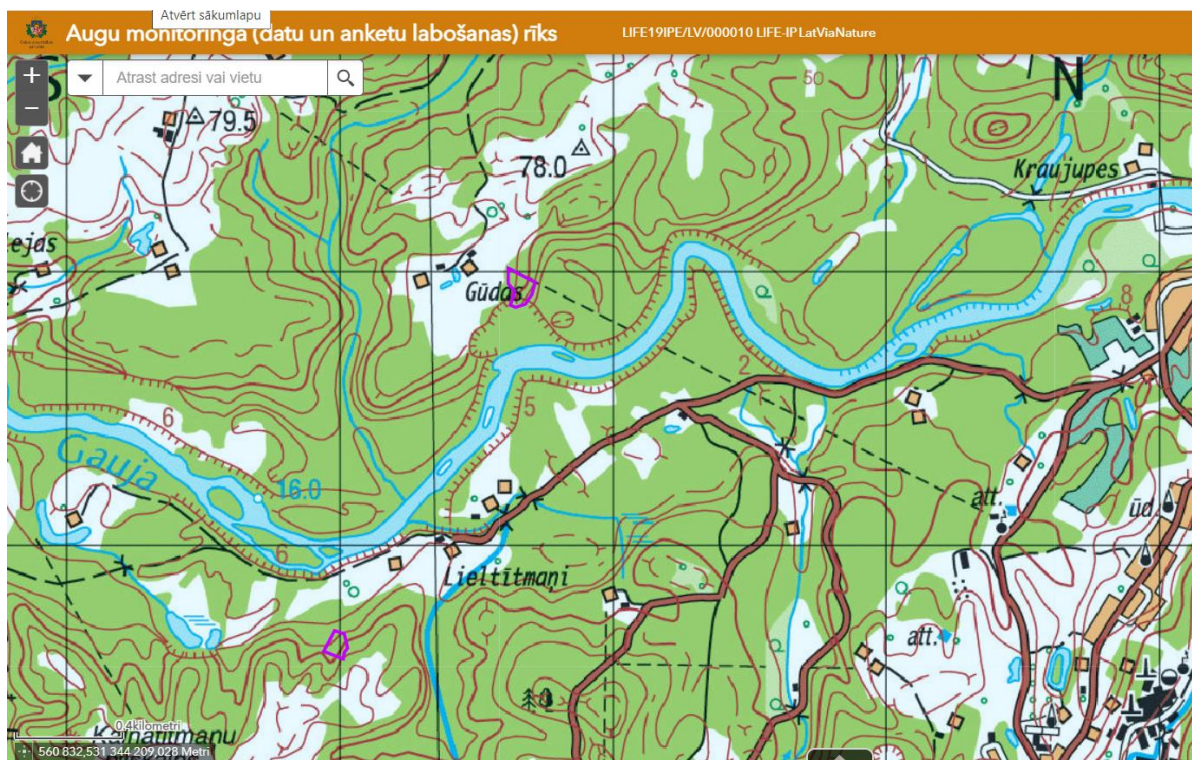 Atvērt sākumlapu
Augu monitoringa (datu un anketu labošanas) rīks
LIFE19IPE/LV/000010 LIFE-IP LatViaNature
Atrast adresi vai vietu
50
N
79.5
78.0
Kraujupes
ejas
Gūdas
8
2
6
5
Gauja
16.0
att.
ūd.
6
Lieltītmaņi
att.
0,4kilometri
560 832,531 344 209,028 Metri